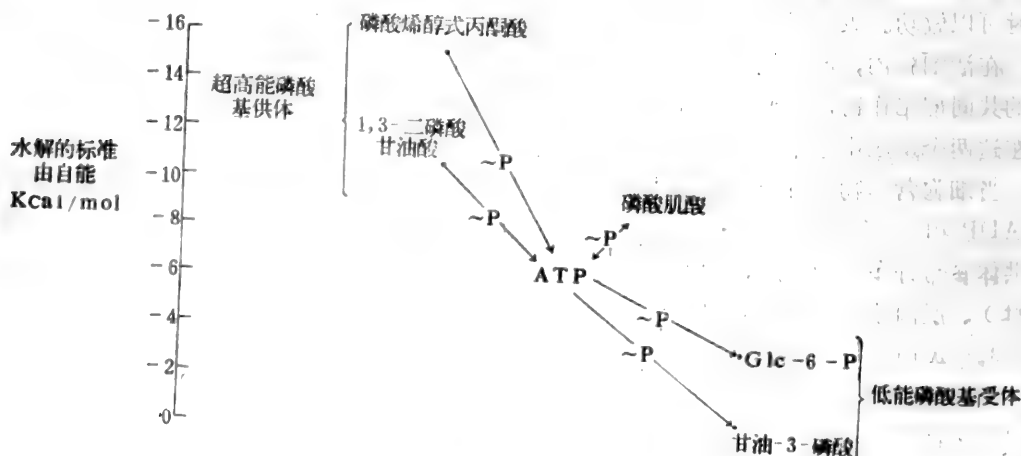 -16
-14
-12
-10
-8
-6
-4
-2
0
水解的标准
由自能
Kcai/mol
超高能磷酸
基供体
磷酸烯醇式丙酮酸
1,3-二磷酸
甘油酸
~P
~P
磷酸肌酸
~P
ATP
~P
~P
Glc-6-P
低能磷酸基受体
甘油-3-磷酸